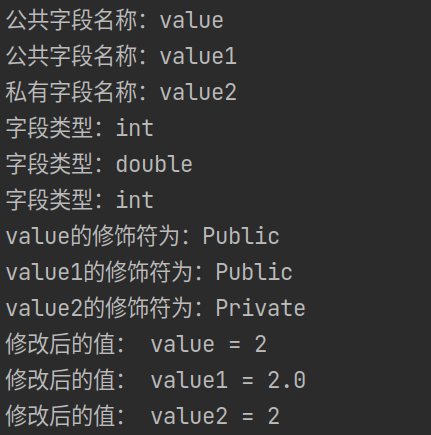 公共字段名称：value
公共字段名称：value1
私有字段名称：value2
字段类型：int
字段类型：double
字段类型：int
value的修饰符为：Public
value1的修饰符为：Public
value2的修饰符为：Private
修改后的值： value = 2
修改后的值： value1 = 2.0
修改后的值： value2 = 2